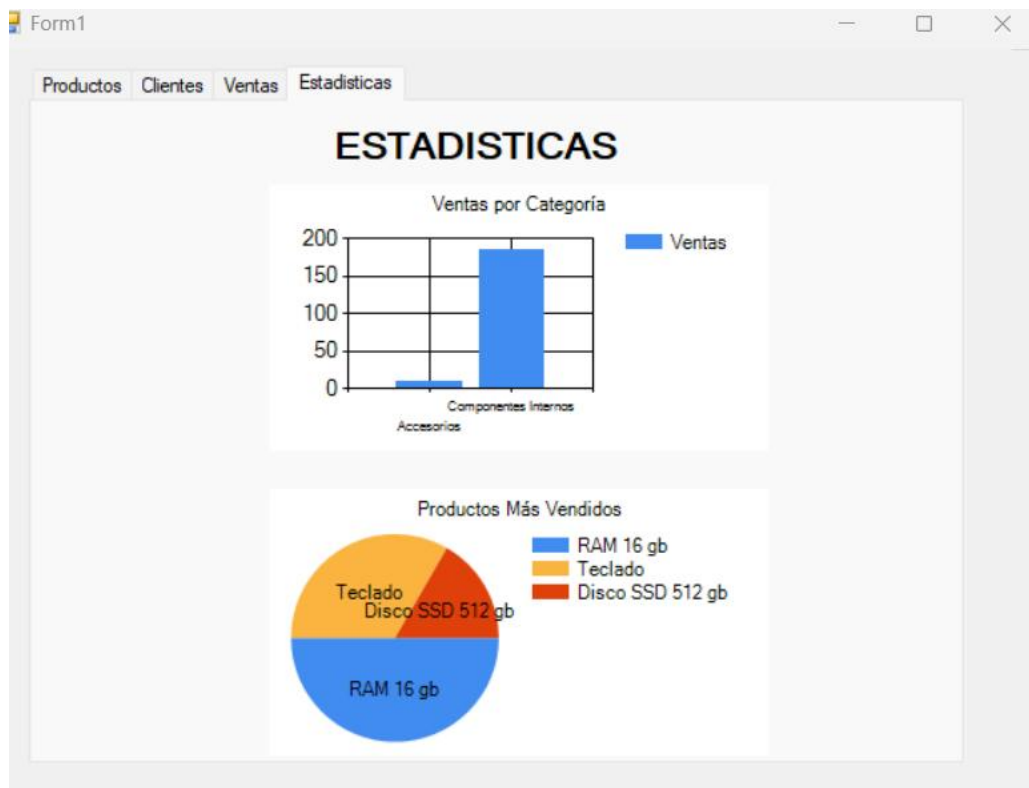 Form1
Productos Clientes Ventas Estadisticas
ESTADISTICAS
Ventas por Categoría
200
150
100
50
0
Ventas
Componentes Internos
Accesorios
Productos Más Vendidos
RAM 16 gb
Teclado
Disco SSD 512 gb
Teclado
Disco SSD 512 gb
RAM 16 gb